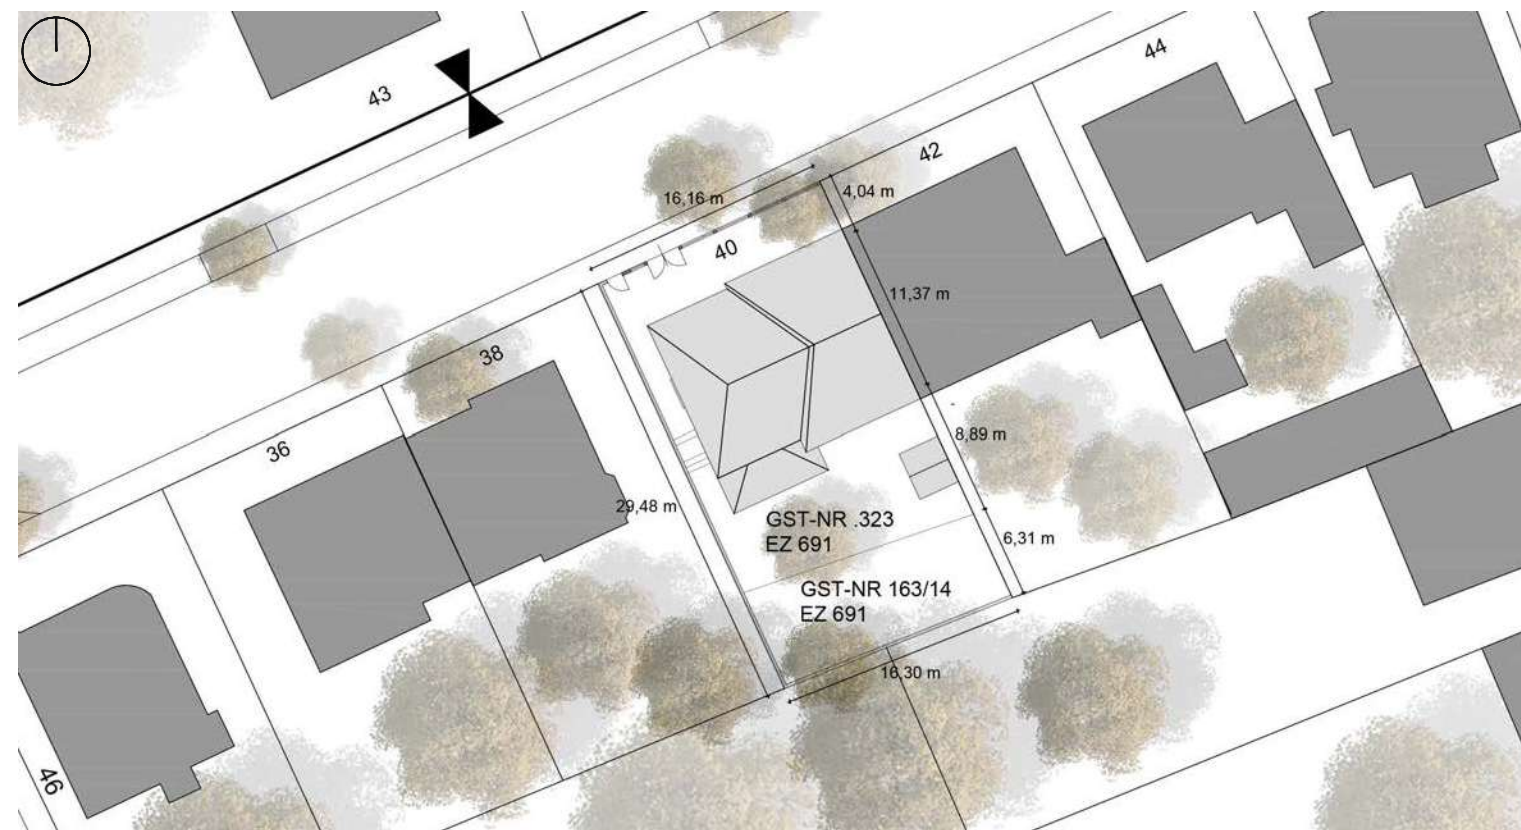 44
43
42
4,04 m
16,16 m
40
11,37 m
38
8,89 m
36
29,48 m
GST-NR .323
EZ 691
6,31 m
GST-NR 163/14
EZ 691
16,30 m
46